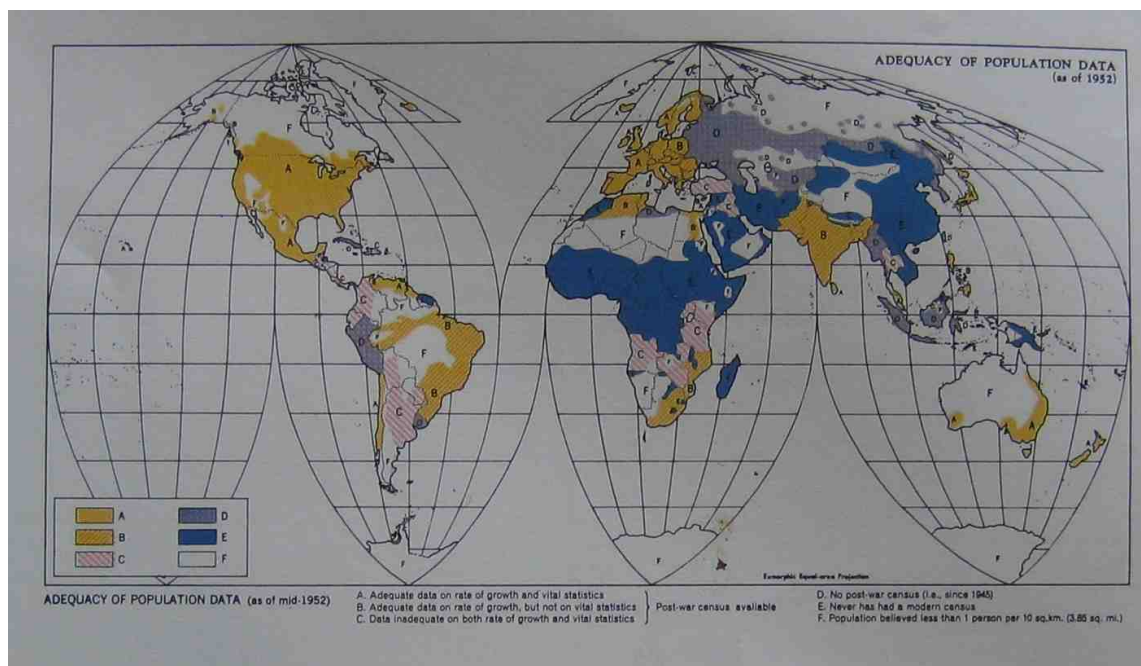 ADEQUACY OF POPULATION DATA
(as of 1952)
A
B
C
D
E
F
Eumorphic Equal-area Projection
ADEQUACY OF POPULATION DATA (as of mid-1952)
A. Adequate data on rate of growth and vital statistics
B. Adequate data on rate of growth, but not on vital statistics
C. Data inadequate on both rate of growth and vital statistics
Post-war census available
D. No post-war census (i.e., since 1945)
E. Never has had a modern census
F. Population believed less than 1 person per 10 sq.km. (3.85 sq. mi.)